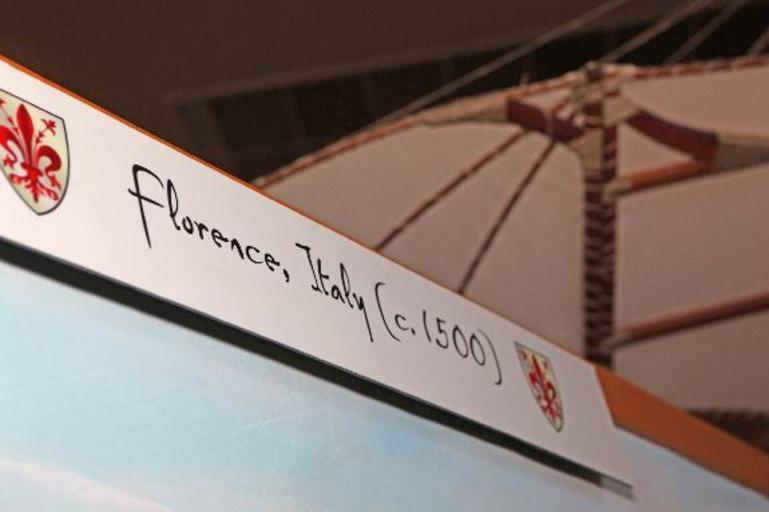 Florence, Italy (c. 1500)